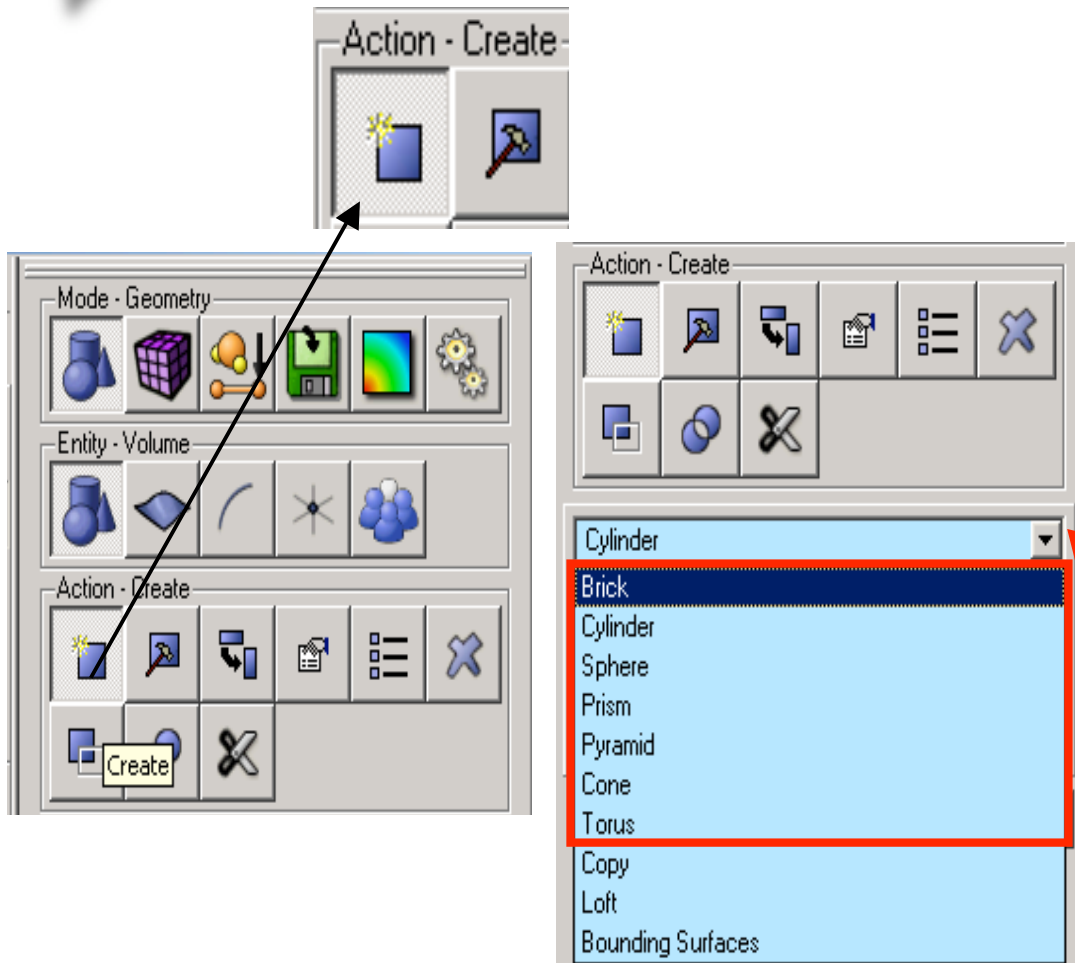 Action - Create
Mode - Geometry
Entity - Volume
Action - Create
Create
Action - Create
Cylinder
Brick
Cylinder
Sphere
Prism
Pyramid
Cone
Torus
Copy
Loft
Bounding Surfaces